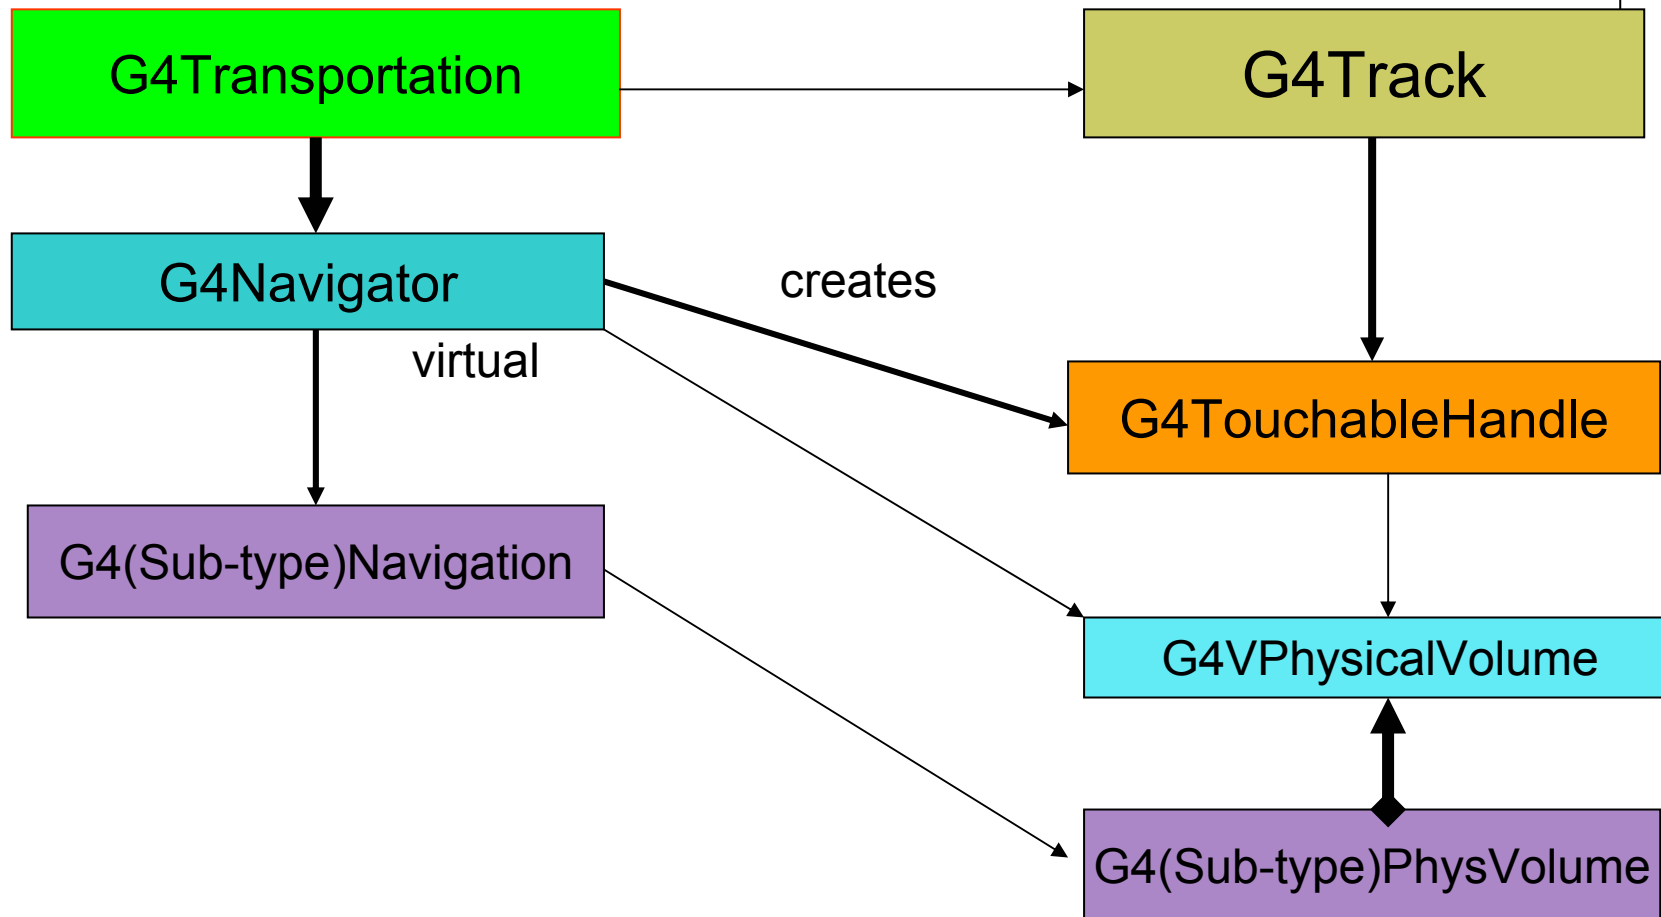 G4Transportation
G4Track
G4Navigator
creates
virtual
G4TouchableHandle
G4(Sub-type)Navigation
G4VPhysicalVolume
G4(Sub-type)PhysVolume